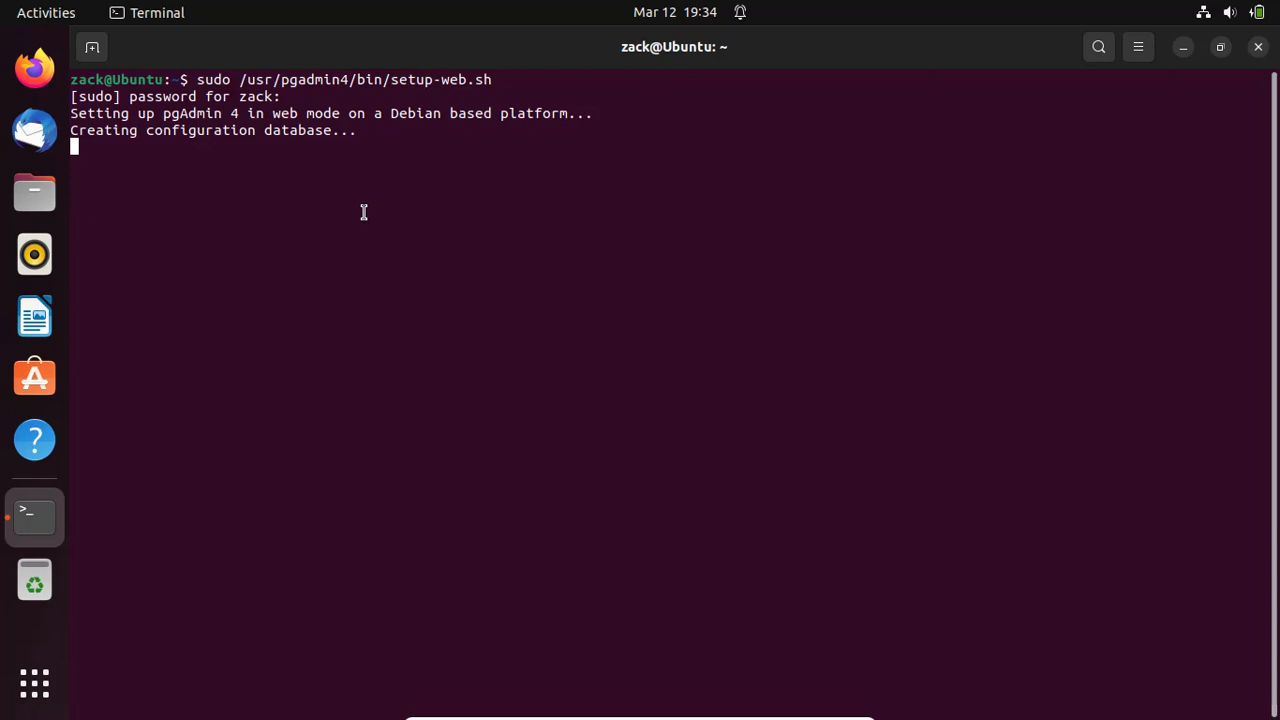 Activities
Terminal
Mar 12 19:34
zack@Ubuntu: ~
zack@Ubuntu:~$ sudo /usr/pgadmin4/bin/setup-web.sh
[sudo] password for zack:
Setting up pgAdmin 4 in web mode on a Debian based platform...
Creating configuration database...